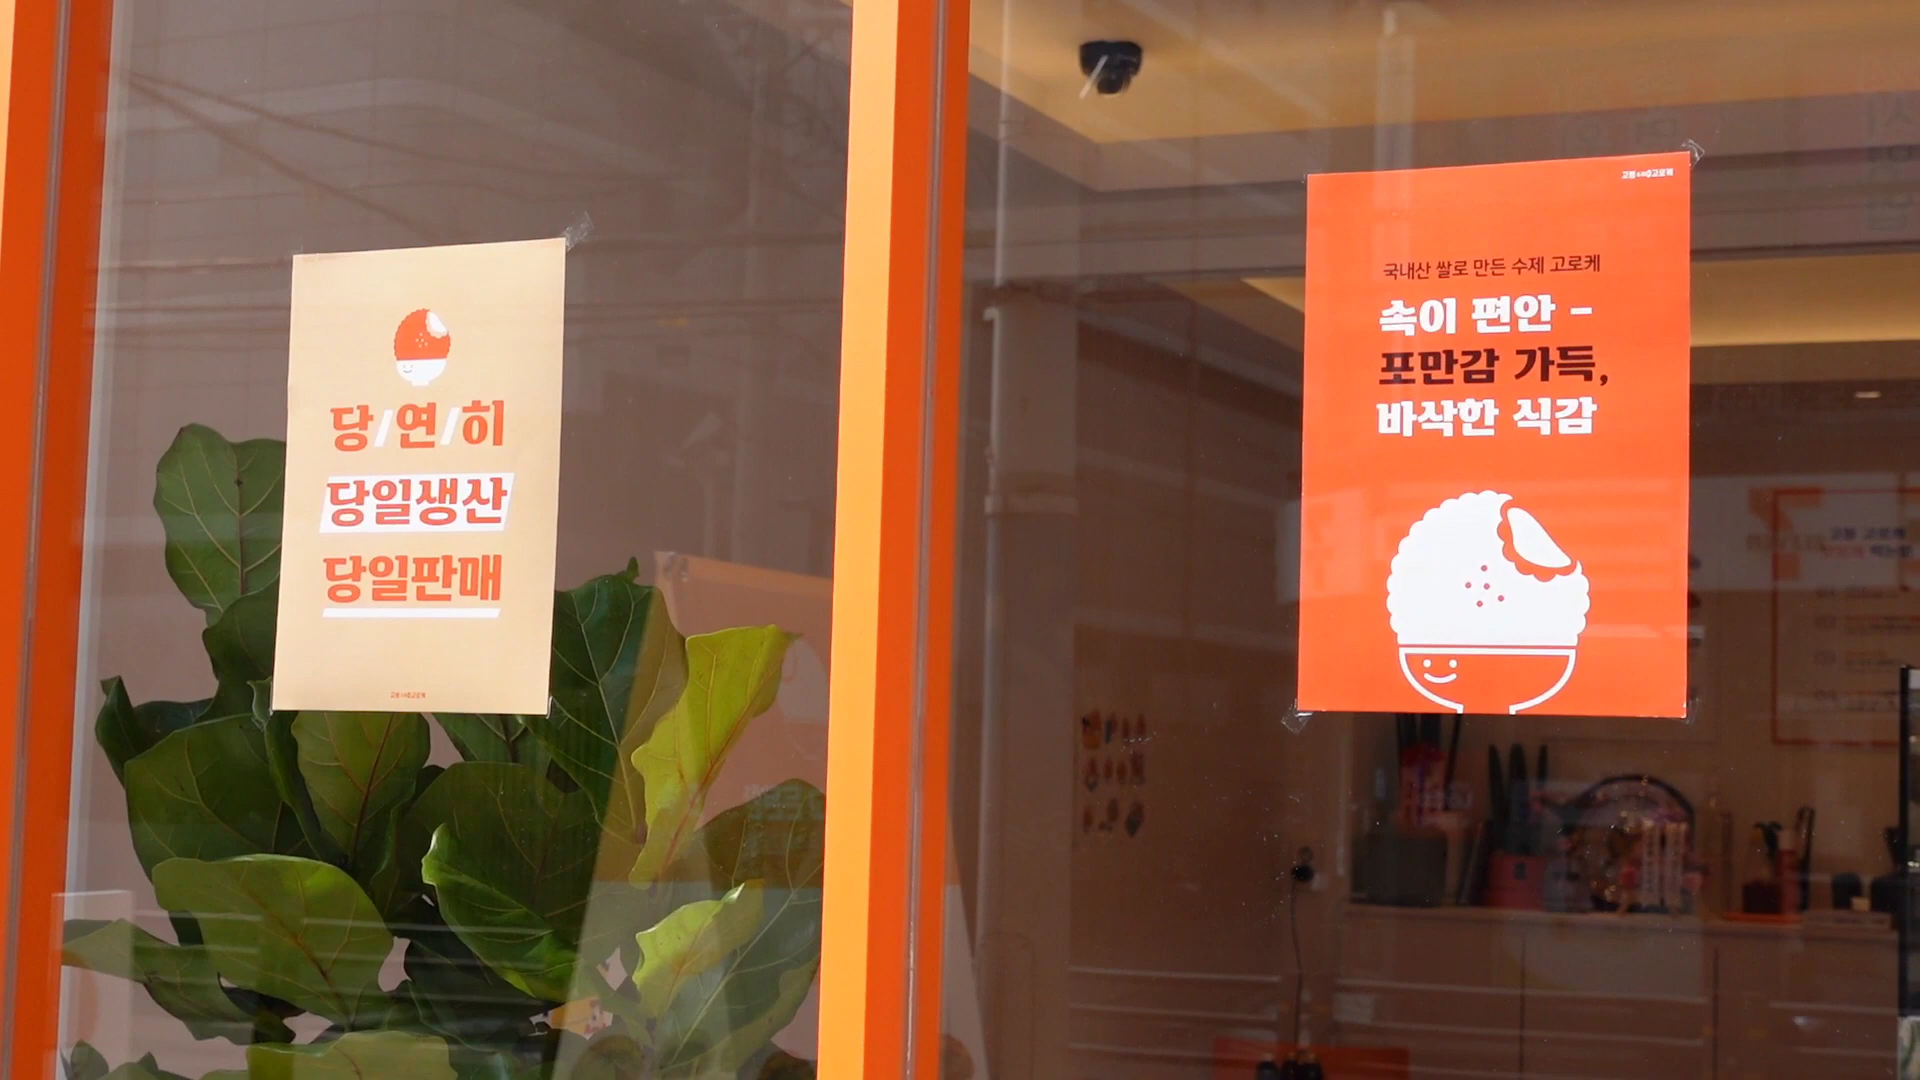 당/연/히
당일생산
당일판매
국내산 쌀로 만든 수제 고로케
속이 편안 -
포만감 가득,
바삭한 식감